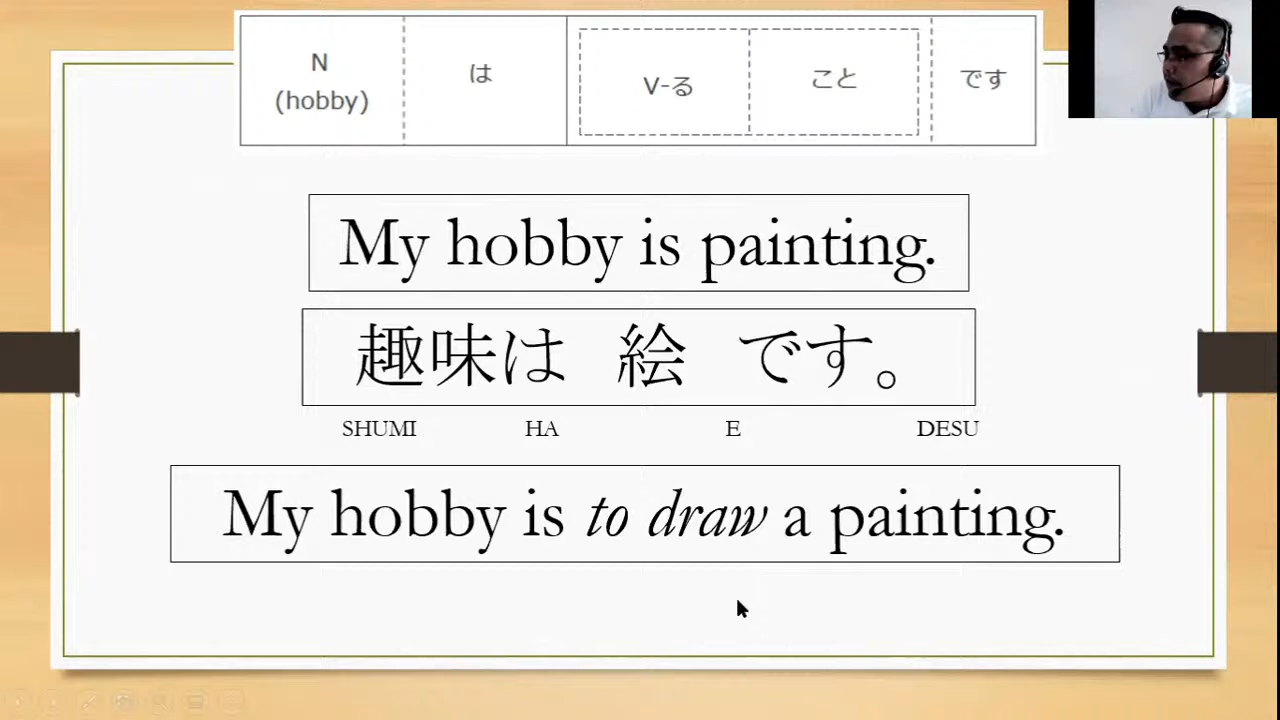 N
(hobby)
は
V-る
こと
です
My hobby is painting.
趣味は 絵 です。
SHUMI HA E DESU
My hobby is to draw a painting.